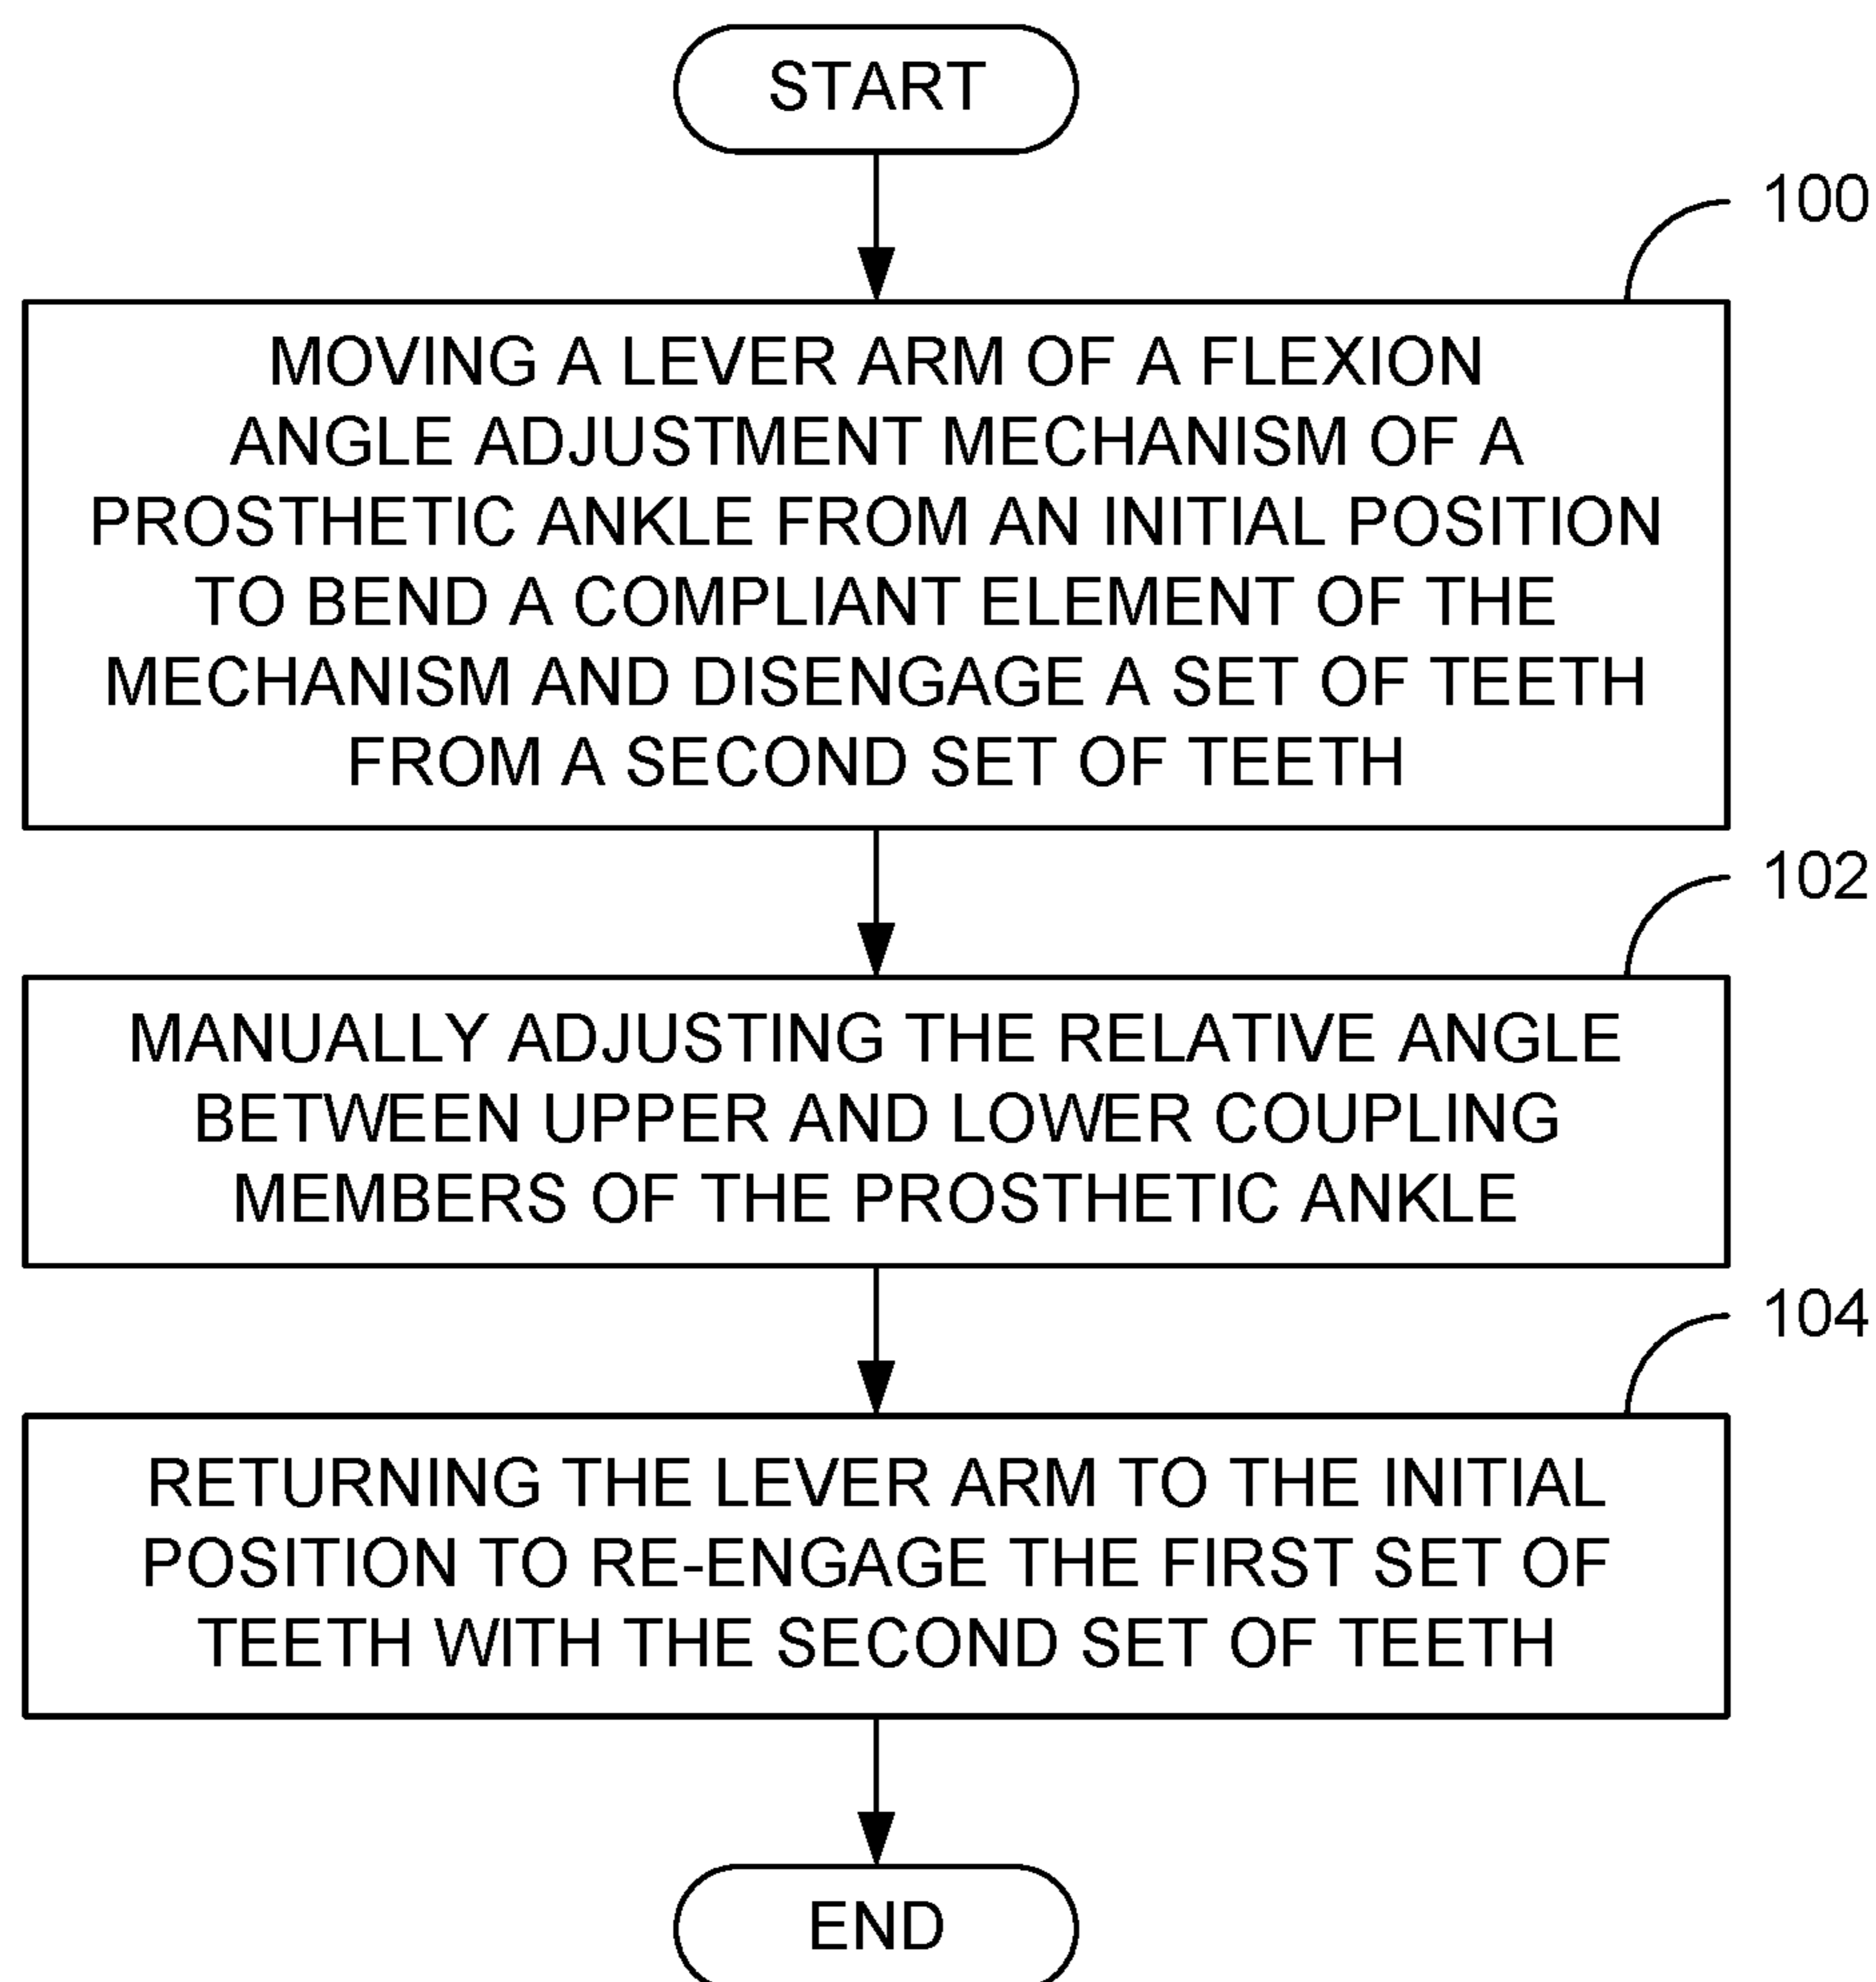 START
100
MOVING A LEVER ARM OF A FLEXION
ANGLE ADJUSTMENT MECHANISM OF A
PROSTHETIC ANKLE FROM AN INITIAL POSITION
TO BEND A COMPLIANT ELEMENT OF THE
MECHANISM AND DISENGAGE A SET OF TEETH
FROM A SECOND SET OF TEETH
102
MANUALLY ADJUSTING THE RELATIVE ANGLE
BETWEEN UPPER AND LOWER COUPLING
MEMBERS OF THE PROSTHETIC ANKLE
104
RETURNING THE LEVER ARM TO THE INITIAL
POSITION TO RE-ENGAGE THE FIRST SET OF
TEETH WITH THE SECOND SET OF TEETH
END